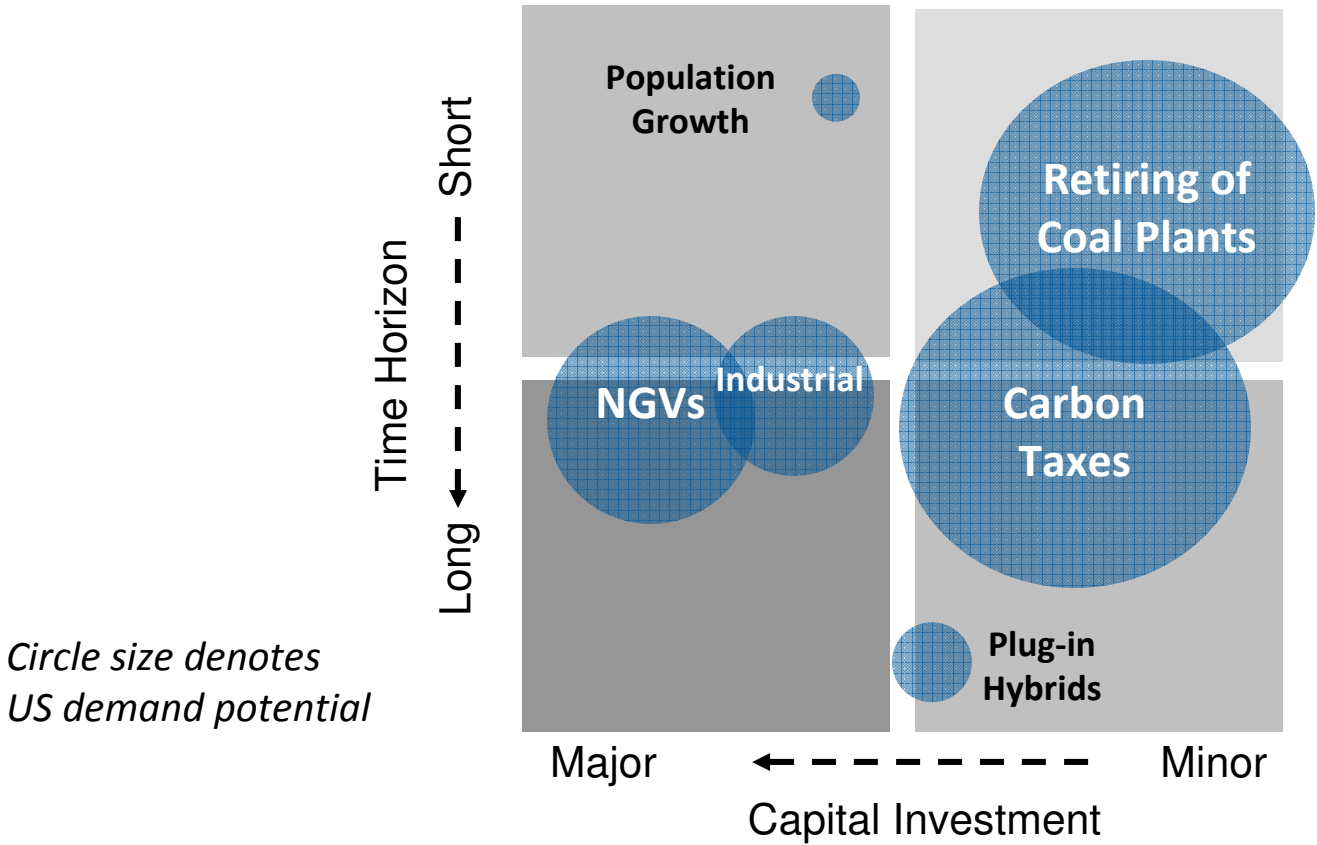 Population
Growth
Retiring of
Coal Plants
Short
Time Horizon
Long
NGVs
Industrial
Carbon
Taxes
Plug-in
Hybrids
Circle size denotes
US demand potential
Major
Minor
Capital Investment